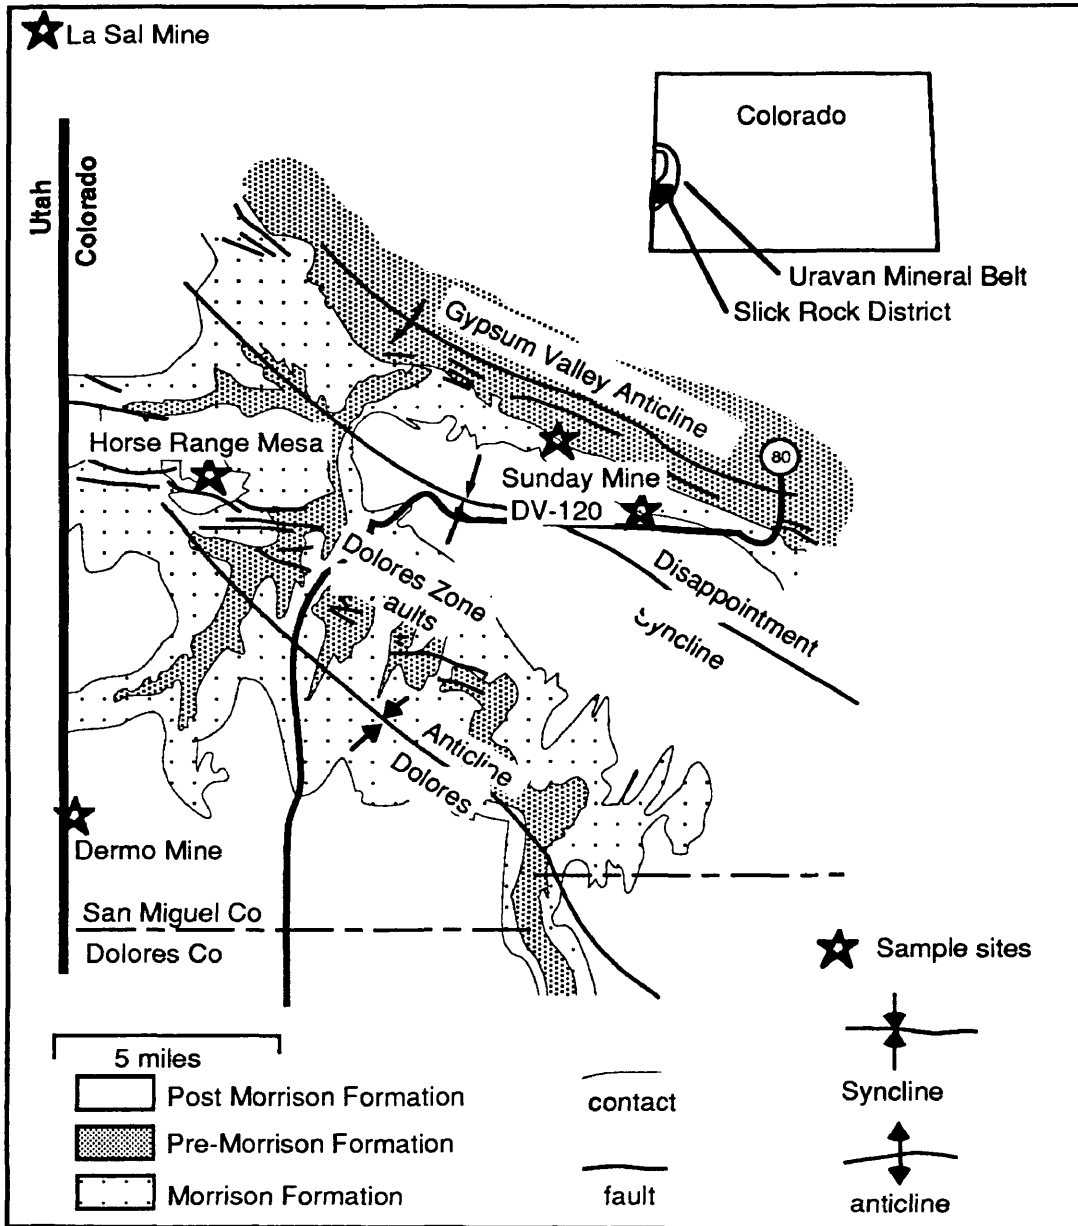 La Sal Mine
Colorado
Utah
Colorado
Uravan Mineral Belt
Slick Rock District
Gypsum Valley Anticline
80
Horse Range Mesa
Sunday Mine
DV-120
Dolores Zone
aults
Disappointment
Syncline
Anticline
Dolores
Dermo Mine
San Miguel Co
Dolores Co
Sample sites
5 miles
Post Morrison Formation
Pre-Morrison Formation
Morrison Formation
contact
fault
Syncline
anticline